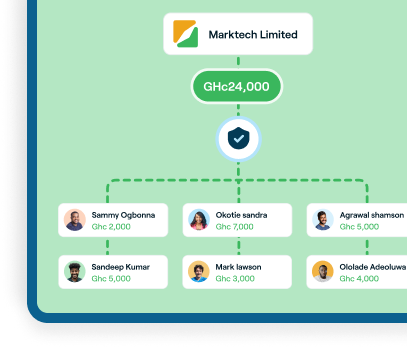 Marktech Limited
GHc24,000
Sammy Ogbonna
Ghc 2,000
Okotie sandra
Ghc 7,000
Agrawal shamson
Ghc 5,000
Sandeep Kumar
Ghc 5,000
Mark lawson
Ghc 3,000
Ololade Adeoluwa
Ghc 4,000